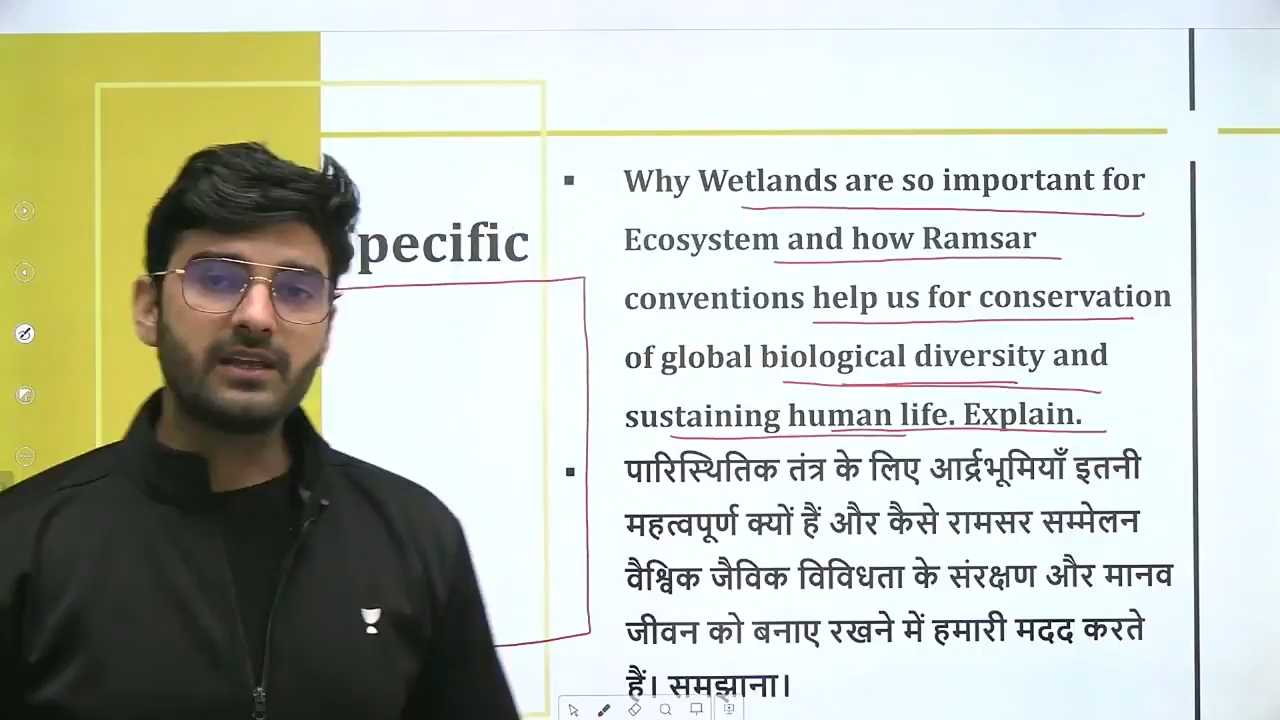 pecific
Why Wetlands are so important for
Ecosystem and how Ramsar
conventions help us for conservation
of global biological diversity and
sustaining human life. Explain.
पारिस्थितिक तंत्र के लिए आर्द्रभूमियाँ इतनी
महत्वपूर्ण क्यों हैं और कैसे रामसर सम्मेलन
वैश्विक जैविक विविधता के संरक्षण और मानव
जीवन को बनाए रखने में हमारी मदद करते
हैं। समझाना।